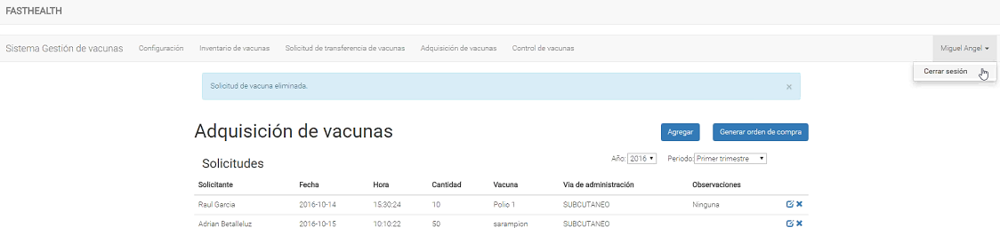 FASTHEALTH
Sistema Gestión de vacunas Configuración Inventario de vacunas Solicitud de transferencia de vacunas Adquisición de vacunas Control de vacunas Miguel Angel
Cerrar sesión
Solicitud de vacuna eliminada. ×
Adquisición de vacunas Agregar Generar orden de compra
Solicitudes Año: 2016 Periodo: Primer trimestre
Solicitante Fecha Hora Cantidad Vacuna Via de administración Observaciones
Raul Garcia 2016-10-14 15:30:24 10 Polio 1 SUBCUTANEO Ninguna
Adrian Betalleluz 2016-10-15 10:10:22 50 sarampion SUBCUTANEO